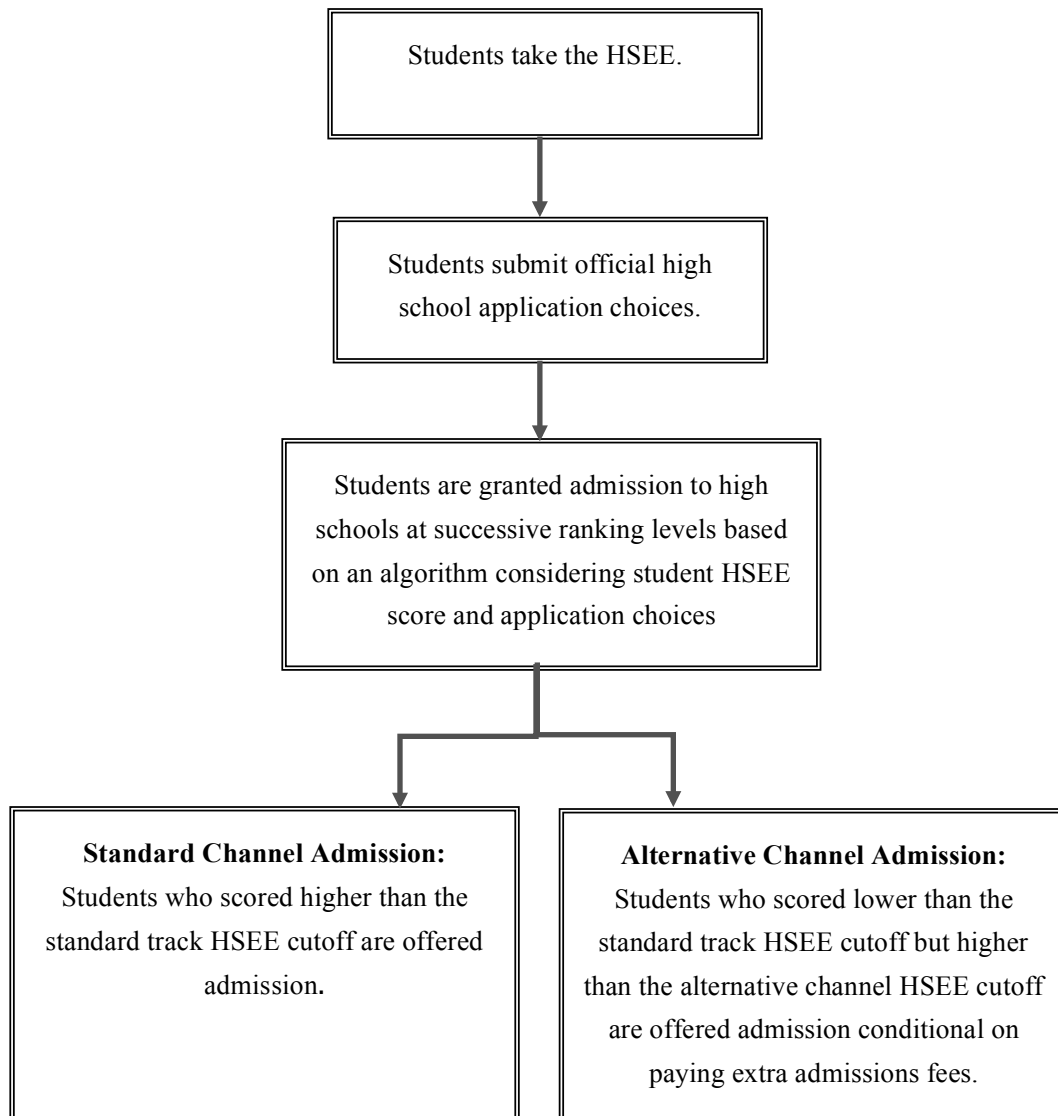 Students take the HSEE.
Students submit official high
school application choices.
Students are granted admission to high
schools at successive ranking levels based
on an algorithm considering student HSEE
score and application choices
Standard Channel Admission:
Students who scored higher than the
standard track HSEE cutoff are offered
admission.
Alternative Channel Admission:
Students who scored lower than the
standard track HSEE cutoff but higher
than the alternative channel HSEE cutoff
are offered admission conditional on
paying extra admissions fees.